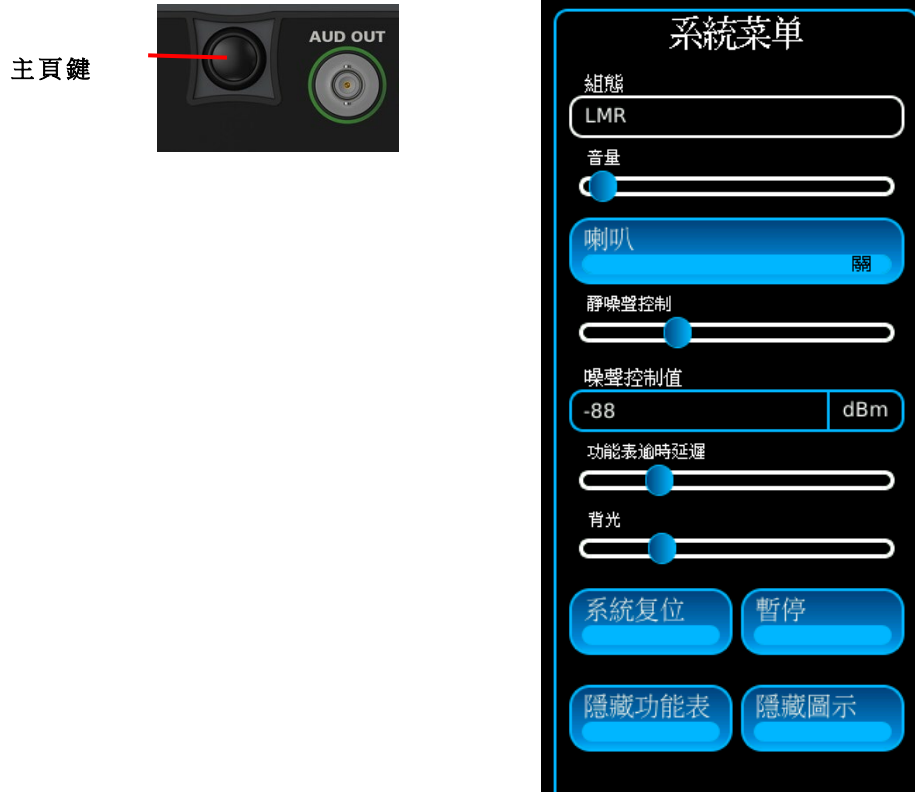 主頁鍵
AUD OUT
系統菜单
組態
LMR
音量
喇叭
關
靜噪聲控制
噪聲控制值
-88
dBm
功能表逾時延遲
背光
系統复位
暫停
隱藏功能表
隱藏圖示